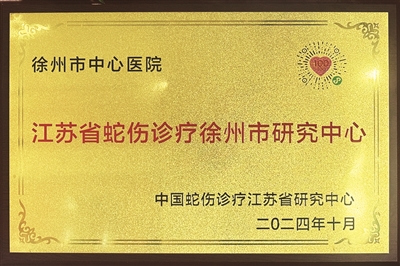 徐州市中心医院
100
江苏省蛇伤诊疗徐州市研究中心
中国蛇伤诊疗江苏省研究中心
二〇二四年十月